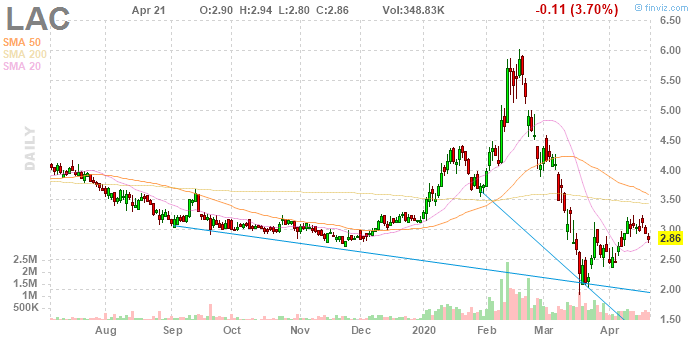 LAC Apr 21 O:2.90 H:2.94 L:2.80 C:2.86 Vol:348.83K -0.11 (3.70%) © finviz.com
SMA 50
SMA 200
SMA 20
DAILY
6.50
6.00
5.50
5.00
4.50
4.00
3.50
3.00
2.86
2.50
2.00
1.50
2.5M
2M
1.5M
1M
500K
Aug Sep Oct Nov Dec 2020 Feb Mar Apr